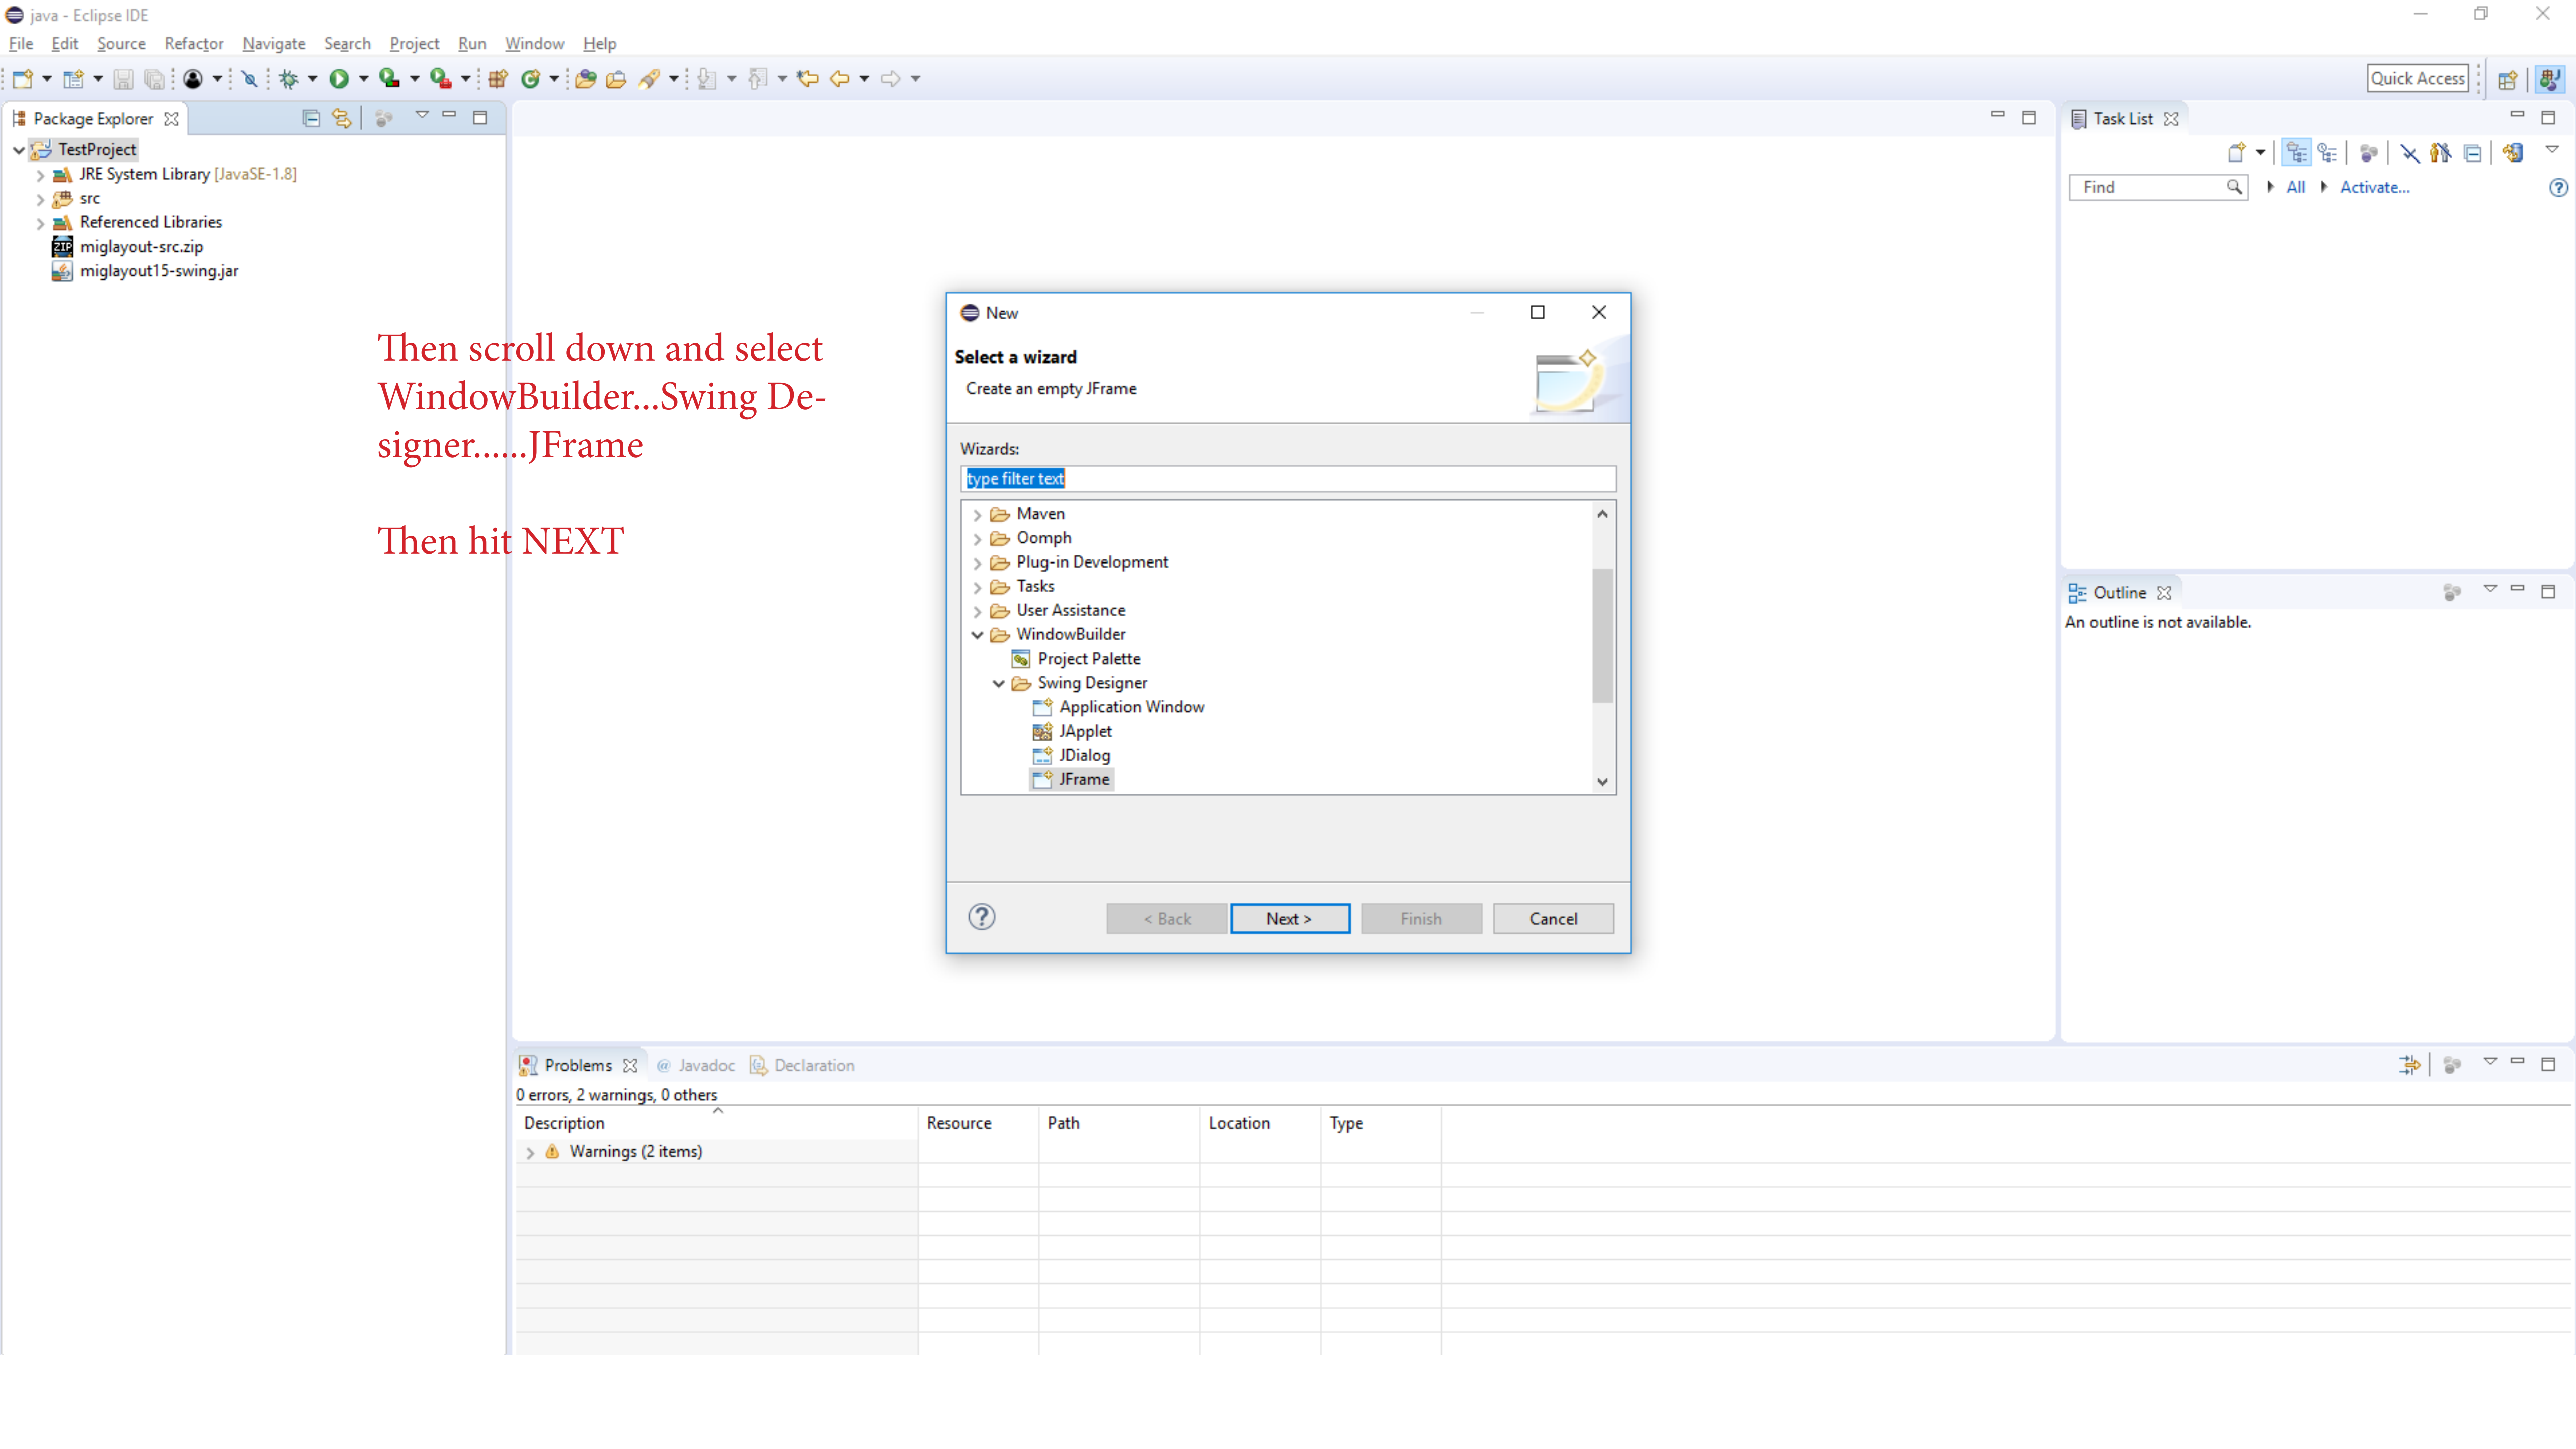 java - Eclipse IDE
File Edit Source Refactor Navigate Search Project Run Window Help
Quick Access
Package Explorer
TestProject
JRE System Library [JavaSE-1.8]
src
Referenced Libraries
miglayout-src.zip
miglayout15-swing.jar
Then scroll down and select
WindowBuilder...Swing De-
signer......JFrame
Then hit NEXT
New
Select a wizard
Create an empty JFrame
Wizards:
type filter text
Maven
Oomph
Plug-in Development
Tasks
User Assistance
WindowBuilder
Project Palette
Swing Designer
Application Window
JApplet
JDialog
JFrame
< Back Next > Finish Cancel
Task List
Find All Activate...
Outline
An outline is not available.
Problems @ Javadoc Declaration
0 errors, 2 warnings, 0 others
Description Resource Path Location Type
Warnings (2 items)